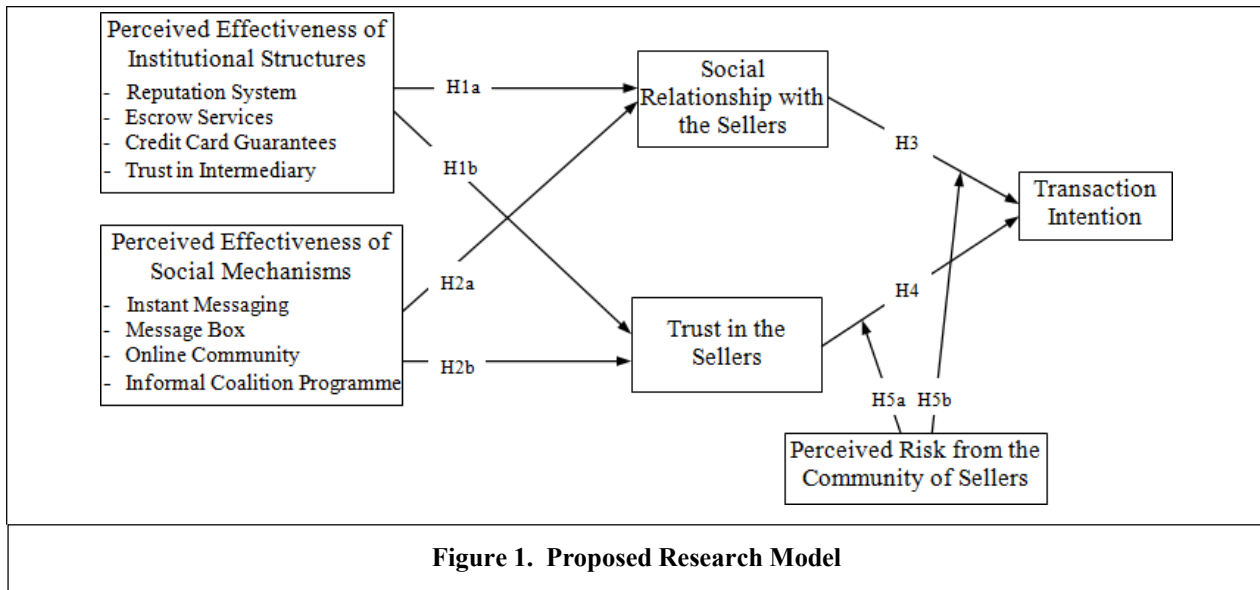 Perceived Effectiveness of
Institutional Structures
- Reputation System
- Escrow Services
- Credit Card Guarantees
- Trust in Intermediary
Perceived Effectiveness of
Social Mechanisms
- Instant Messaging
- Message Box
- Online Community
- Informal Coalition Programme
H1a
H1b
H2a
H2b
Social
Relationship with
the Sellers
Trust in the
Sellers
H3
H4
H5a H5b
Transaction
Intention
Perceived Risk from the
Community of Sellers
Figure 1. Proposed Research Model